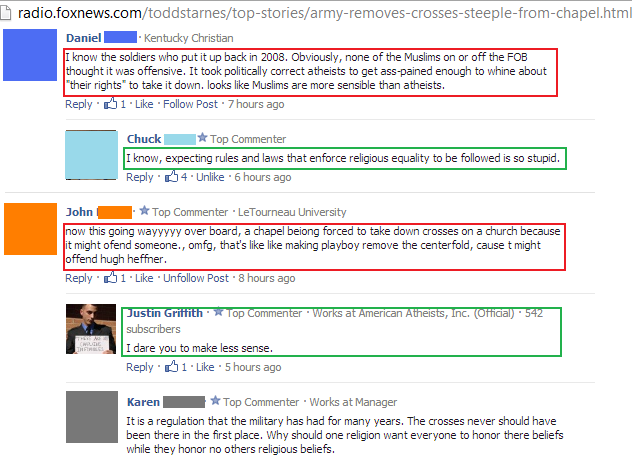 radio.foxnews.com/toddstarnes/top-stories/army-removes-crosses-steeple-from-chapel.html
Daniel · Kentucky Christian
I know the soldiers who put it up back in 2008. Obviously, none of the Muslims on or off the FOB
thought it was offensive. It took politically correct atheists to get ass-pained enough to whine about
"their rights" to take it down. looks like Muslims are more sensible than atheists.
Reply · 1 · Like · Follow Post · 7 hours ago
Chuck Top Commenter
I know, expecting rules and laws that enforce religious equality to be followed is so stupid.
Reply · 4 · Unlike · 6 hours ago
John · Top Commenter · LeTourneau University
now this going wayyyyy over board, a chapel beiong forced to take down crosses on a church because
it might ofend someone., omfg, that's like like making playboy remove the centerfold, cause t might
offend hugh heffner.
Reply · 1 · Like · Unfollow Post · 8 hours ago
Justin Griffith · Top Commenter · Works at American Atheists, Inc. (Official) · 542
subscribers
I dare you to make less sense.
Reply · 1 · Like · 5 hours ago
Karen · Top Commenter · Works at Manager
It is a regulation that the military has had for many years. The crosses never should have
been there in the first place. Why should one religion want everyone to honor there beliefs
while they honor no others religious beliefs.